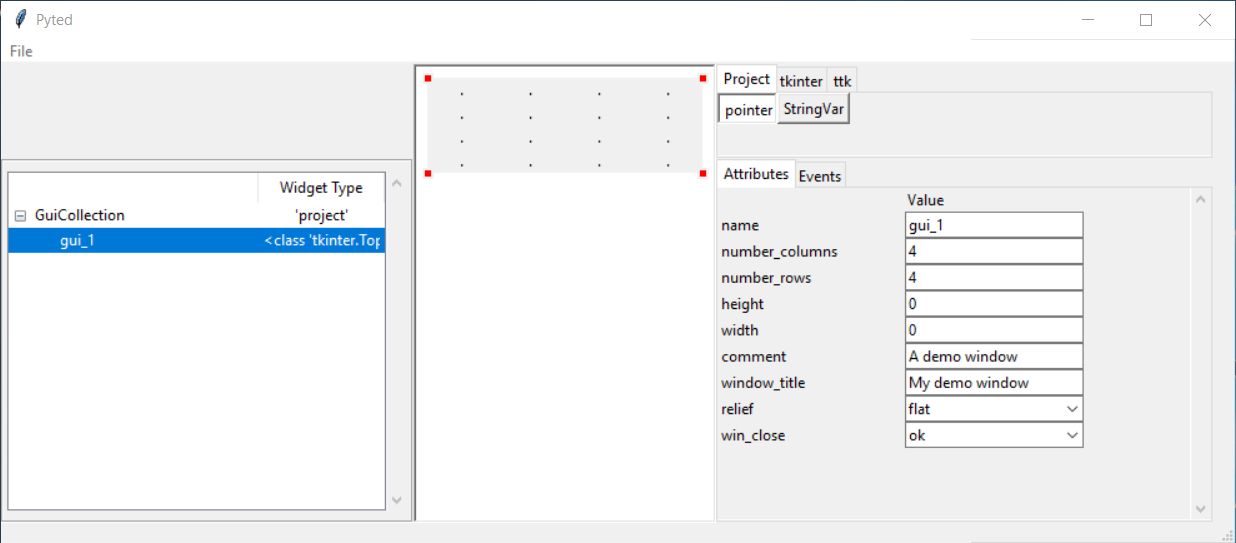 Pyted
File
Project tkinter ttk
pointer StringVar
Attributes Events
Widget Type
GuiCollection 'project'
gui_1 <class 'tkinter.Top
Value
name gui_1
number_columns 4
number_rows 4
height 0
width 0
comment A demo window
window_title My demo window
relief flat
win_close ok